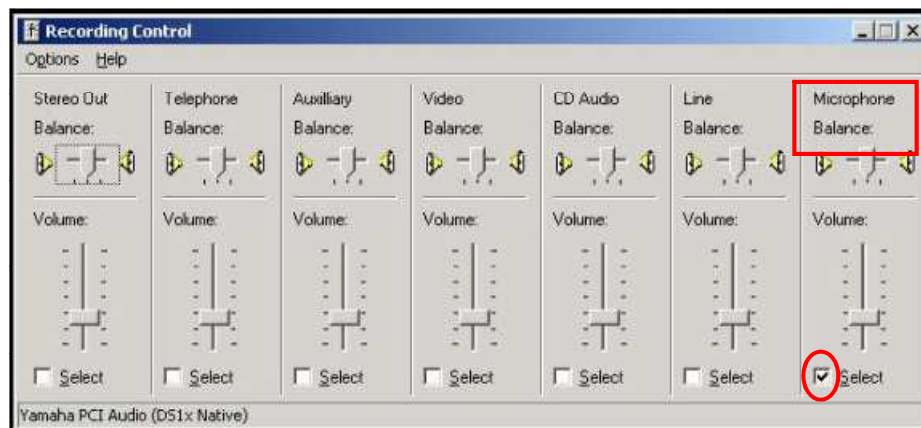 Recording Control
Options Help
Stereo Out Telephone Auxilliary Video CD Audio Line Microphone
Balance: Balance: Balance: Balance: Balance: Balance: Balance:
Volume: Volume: Volume: Volume: Volume: Volume: Volume:
Select Select Select Select Select Select Select
Yamaha PCI Audio (DS1x Native)